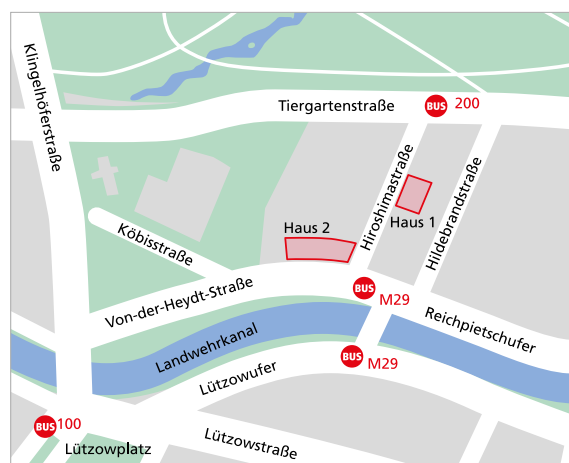 Klingelhöferstraße
Tiergartenstraße
BUS 200
Hiroshimastraße
Haus 1
Hildebrandstraße
Haus 2
Köbisstraße
Von-der-Heydt-Straße
BUS M29
Reichpietschufer
Landwehrkanal
BUS M29
Lützowufer
BUS 100
Lützowplatz
Lützowstraße